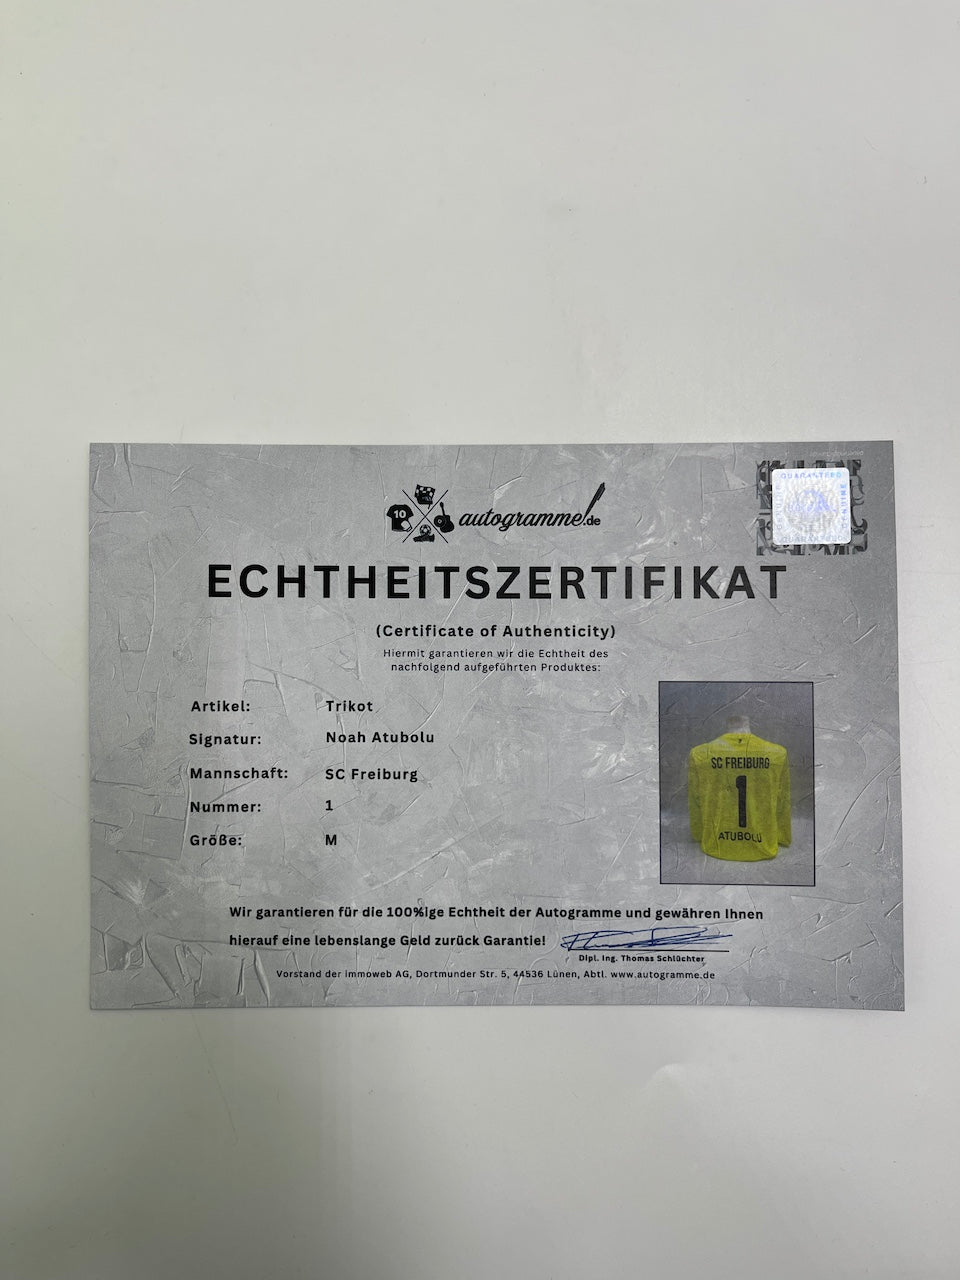 10
autogramme!.de
GUARANTEED
GENUINE
ECHTHEITSZERTIFIKAT
(Certificate of Authenticity)
Hiermit garantieren wir die Echtheit des
nachfolgend aufgeführten Produktes:
Artikel: Trikot
Signatur: Noah Atubolu
Mannschaft: SC Freiburg
Nummer: 1
Größe: M
SC FREIBURG
1
ATUBOLU
Wir garantieren für die 100%ige Echtheit der Autogramme und gewähren Ihnen
hierauf eine lebenslange Geld zurück Garantie!
Dipl. Ing. Thomas Schlüchter
Vorstand der immoweb AG, Dortmunder Str. 5, 44536 Lünen, Abtl. www.autogramme.de